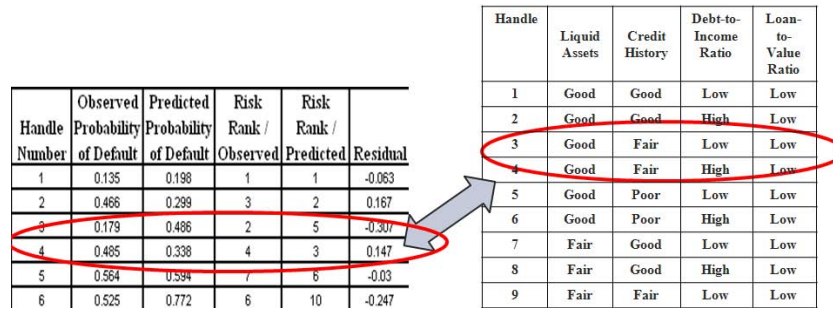 Handle Number Observed Probability of Default Predicted Probability of Default Risk Rank / Observed Risk Rank / Predicted Residual
1 0.135 0.198 1 1 -0.063
2 0.466 0.299 3 2 0.167
3 0.179 0.486 2 5 -0.307
4 0.485 0.338 4 3 0.147
5 0.564 0.594 7 6 -0.03
6 0.525 0.772 6 10 -0.247
Handle Liquid Assets Credit History Debt-to-Income Ratio Loan-to-Value Ratio
1 Good Good Low Low
2 Good Good High Low
3 Good Fair Low Low
4 Good Fair High Low
5 Good Poor Low Low
6 Good Poor High Low
7 Fair Good Low Low
8 Fair Good High Low
9 Fair Fair Low Low